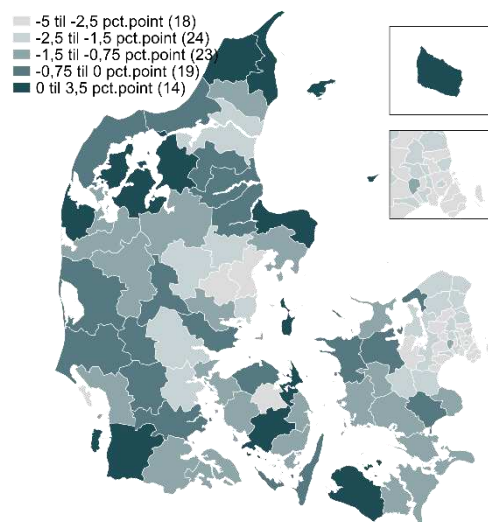 -5 til -2,5 pct.point (18)
-2,5 til -1,5 pct.point (24)
-1,5 til -0,75 pct.point (23)
-0,75 til 0 pct.point (19)
0 til 3,5 pct.point (14)